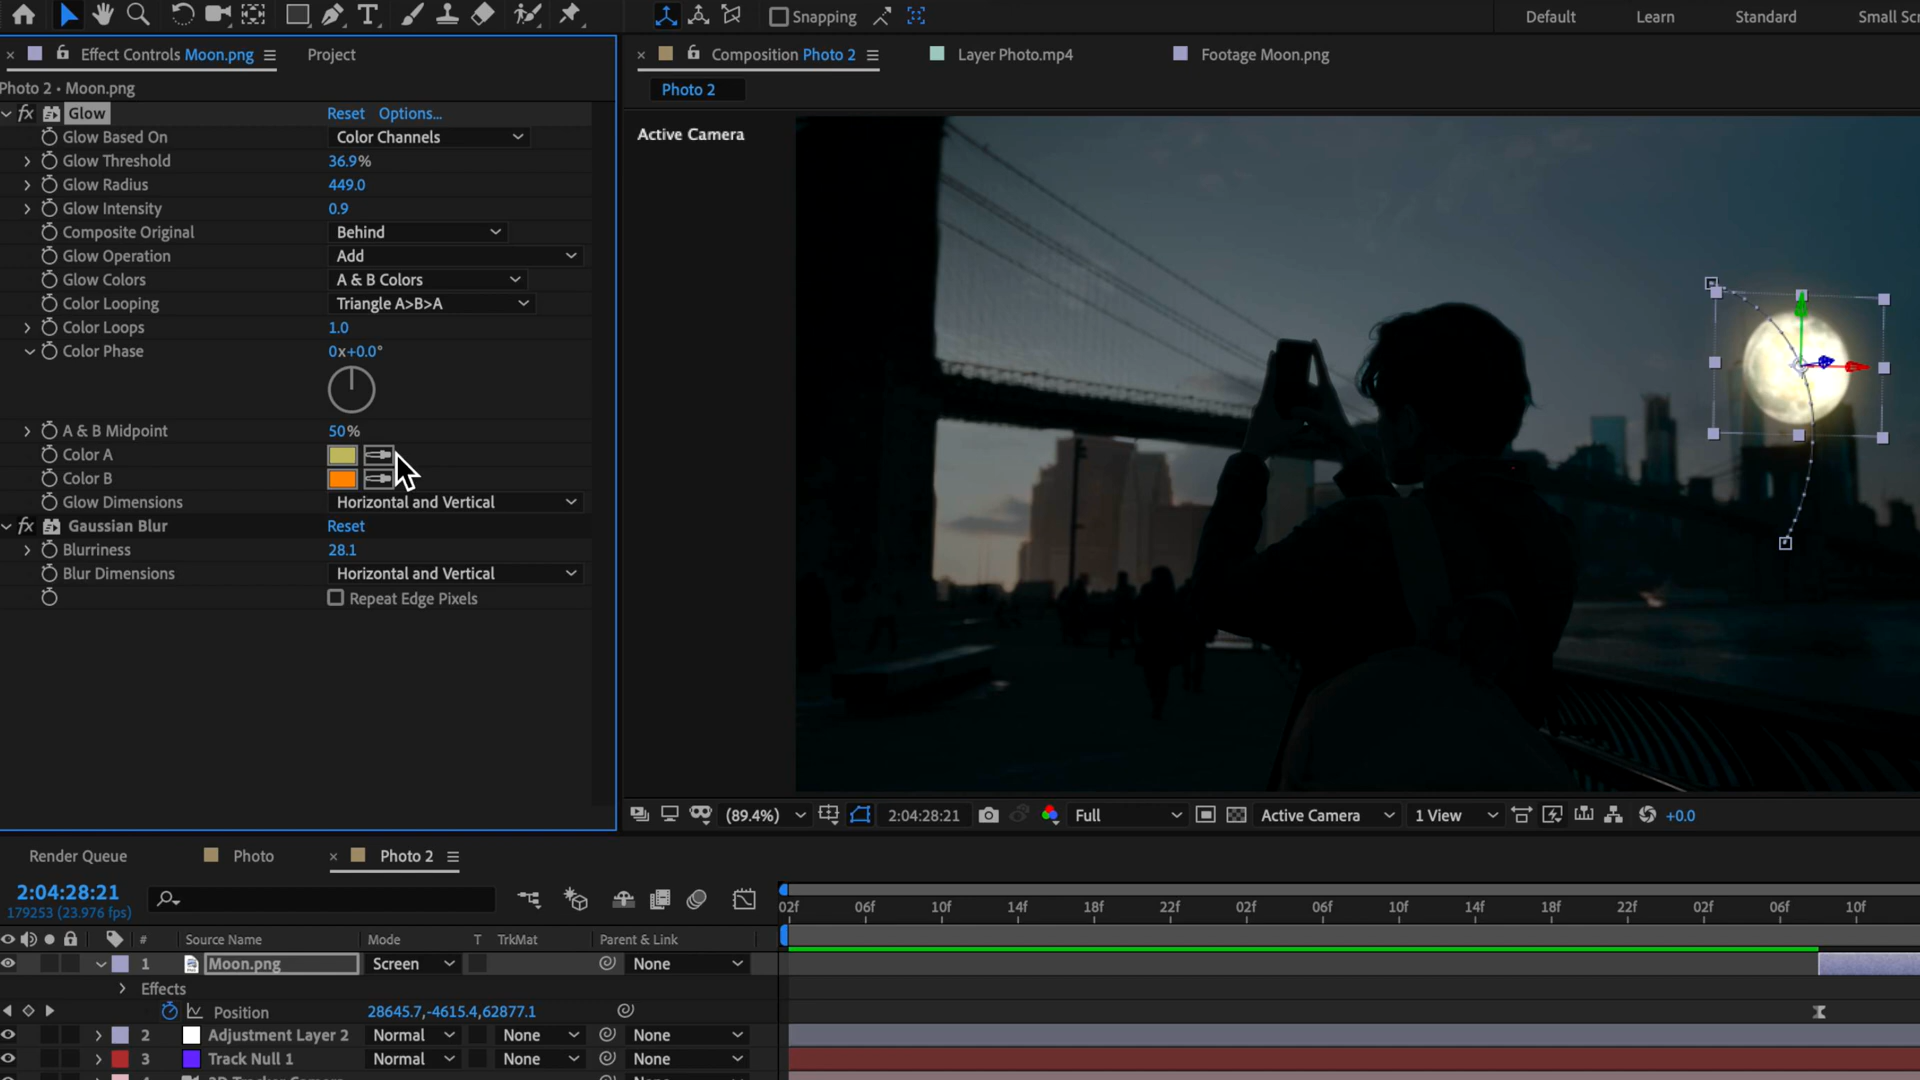 Snapping
Default
Learn
Standard
Small Scr
Effect Controls Moon.png
Project
Composition Photo 2
Layer Photo.mp4
Footage Moon.png
Photo 2 • Moon.png
Photo 2
fx Glow Reset Options...
Active Camera
Glow Based On Color Channels
Glow Threshold 36.9%
Glow Radius 449.0
Glow Intensity 0.9
Composite Original Behind
Glow Operation Add
Glow Colors A & B Colors
Color Looping Triangle A>B>A
Color Loops 1.0
Color Phase 0x+0.0°
A & B Midpoint 50%
Color A
Color B
Glow Dimensions Horizontal and Vertical
fx Gaussian Blur Reset
Blurriness 28.1
Blur Dimensions Horizontal and Vertical
Repeat Edge Pixels
(89.4%) 2:04:28:21 Full Active Camera 1 View +0.0
Render Queue Photo Photo 2
2:04:28:21
179253 (23.976 fps)
02f 06f 10f 14f 18f 22f 02f 06f 10f 14f 18f 22f 02f 06f 10f
# Source Name Mode T TrkMat Parent & Link
1 Moon.png Screen None
Effects
Position 28645.7,-4615.4,62877.1
2 Adjustment Layer 2 Normal None None
3 Track Null 1 Normal None None